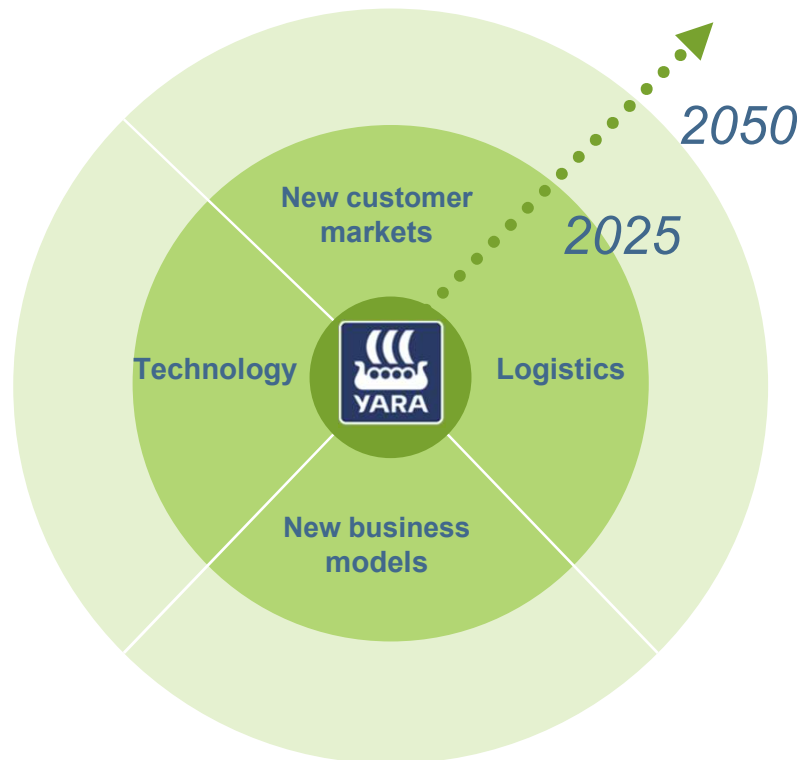 2050
New customer
markets
2025
Technology
Logistics
YARA
New business
models